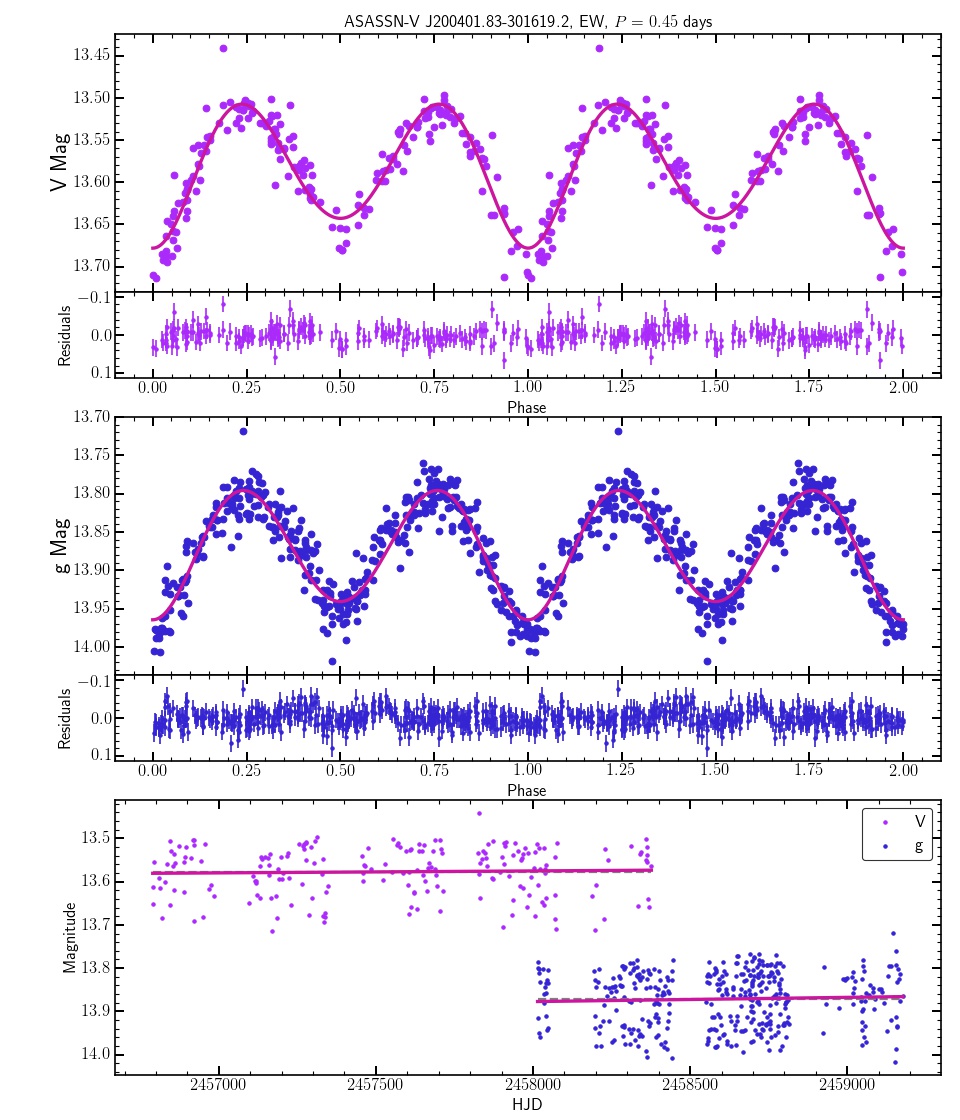 ASASSN-V J200401.83-301619.2, EW, P = 0.45 days
V Mag
13.45
13.50
13.55
13.60
13.65
13.70
Residuals
−0.1
0.0
0.1
0.00 0.25 0.50 0.75 1.00 1.25 1.50 1.75 2.00
Phase
g Mag
13.70
13.75
13.80
13.85
13.90
13.95
14.00
Residuals
−0.1
0.0
0.1
0.00 0.25 0.50 0.75 1.00 1.25 1.50 1.75 2.00
Phase
Magnitude
13.5
13.6
13.7
13.8
13.9
14.0
V
g
2457000 2457500 2458000 2458500 2459000
HJD